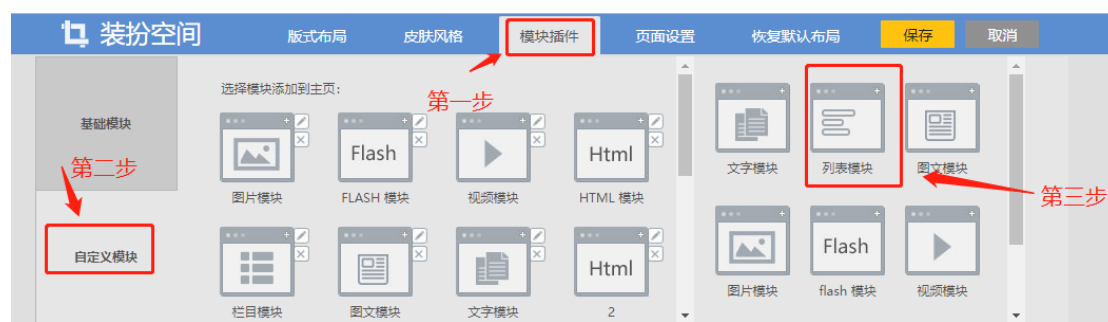 装扮空间 版式布局 皮肤风格 模块插件 页面设置 恢复默认布局 保存 取消
选择模块添加到主页：
第一步
基础模块
Flash
Html
第二步
图片模块 FLASH 模块 视频模块 HTML 模块
文字模块 列表模块 图文模块
第三步
自定义模块
Html
Flash
栏目模块 图文模块 文字模块 2
图片模块 flash 模块 视频模块